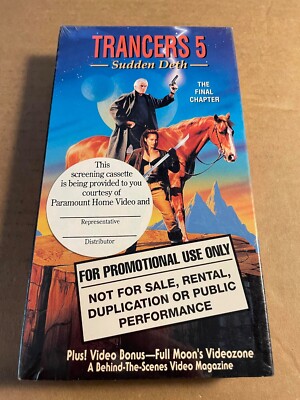 TRANCERS 5
Sudden Deth
THE
FINAL
CHAPTER
This
screening cassette
is being provided to you
courtesy of
Paramount Home Video and
Representative
Distributor
FOR PROMOTIONAL USE ONLY
NOT FOR SALE, RENTAL,
DUPLICATION OR PUBLIC
PERFORMANCE
Plus! Video Bonus—Full Moon's Videozone
A Behind-The-Scenes Video Magazine